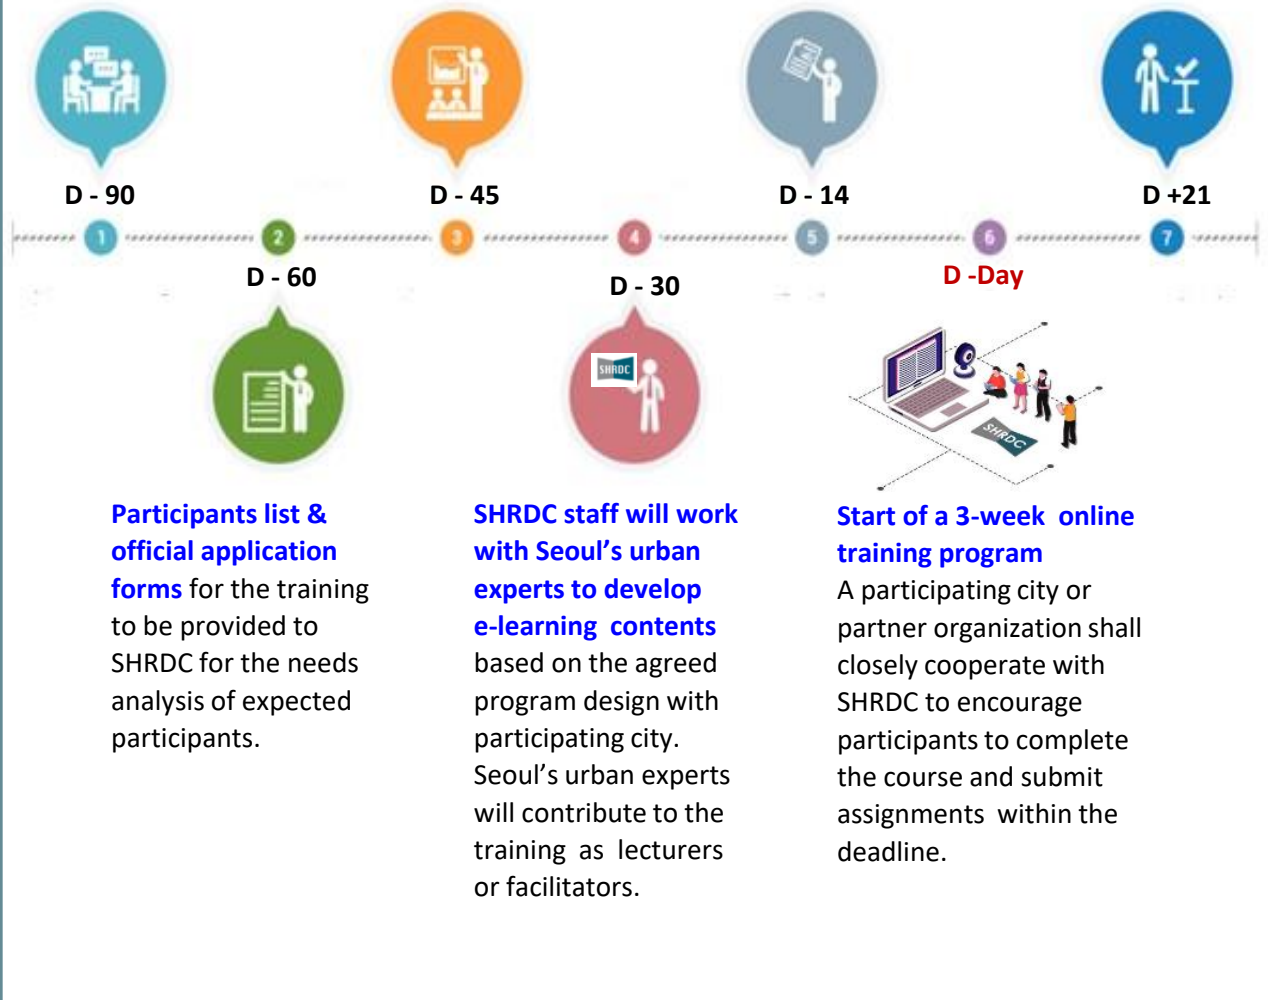 D - 90
D - 45
D - 14
D +21
1
2
3
4
5
6
7
D - 60
D - 30
D -Day
SHRDC
SHRDC
Participants list &
official application
forms for the training
to be provided to
SHRDC for the needs
analysis of expected
participants.
SHRDC staff will work
with Seoul’s urban
experts to develop
e-learning contents
based on the agreed
program design with
participating city.
Seoul’s urban experts
will contribute to the
training as lecturers
or facilitators.
Start of a 3-week online
training program
A participating city or
partner organization shall
closely cooperate with
SHRDC to encourage
participants to complete
the course and submit
assignments within the
deadline.